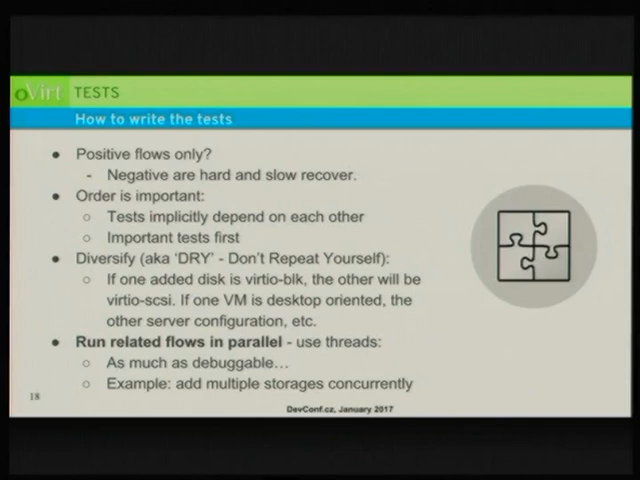 oVirt TESTS
How to write the tests
● Positive flows only?
- Negative are hard and slow recover.
● Order is important:
○ Tests implicitly depend on each other
○ Important tests first
● Diversify (aka ‘DRY’ - Don’t Repeat Yourself):
○ If one added disk is virtio-blk, the other will be
virtio-scsi. If one VM is desktop oriented, the
other server configuration, etc.
● Run related flows in parallel - use threads:
○ As much as debuggable…
○ Example: add multiple storages concurrently
18
DevConf.cz, January 2017